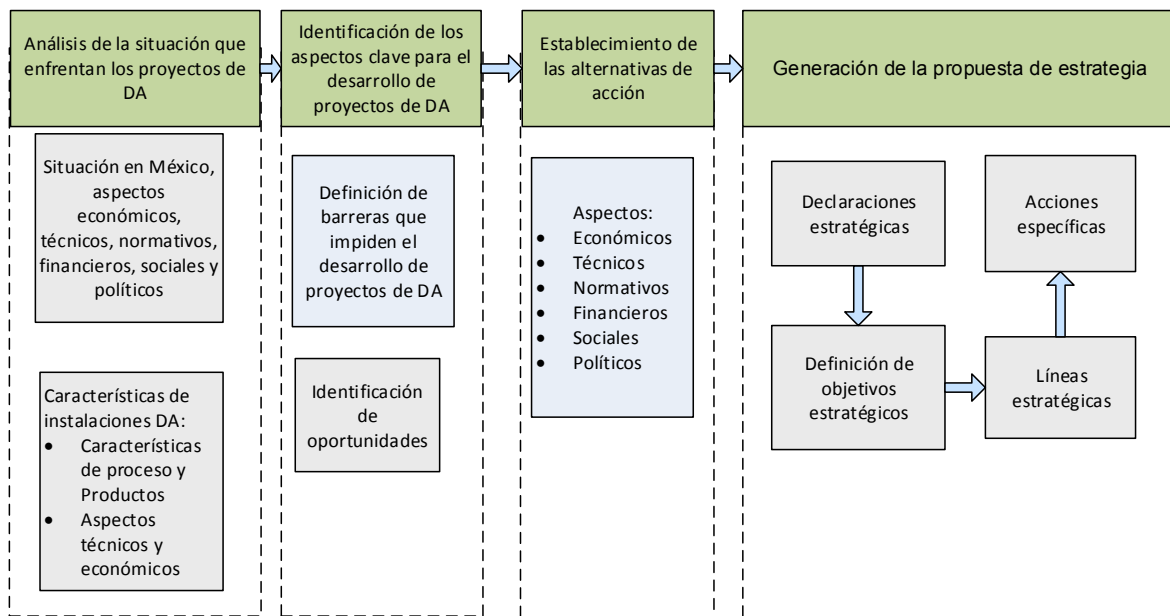 Análisis de la situación que
enfrentan los proyectos de
DA
Identificación de los
aspectos clave para el
desarrollo de
proyectos de DA
Establecimiento de
las alternativas de
acción
Generación de la propuesta de estrategia
Situación en México,
aspectos
económicos,
técnicos, normativos,
financieros, sociales y
políticos
Características de
instalaciones DA:
• Características
de proceso y
Productos
• Aspectos
técnicos y
económicos
Definición de
barreras que
impiden el
desarrollo de
proyectos de DA
Identificación
de
oportunidades
Aspectos:
• Económicos
• Técnicos
• Normativos
• Financieros
• Sociales
• Políticos
Declaraciones
estratégicas
Definición de
objetivos
estratégicos
Líneas
estratégicas
Acciones
específicas